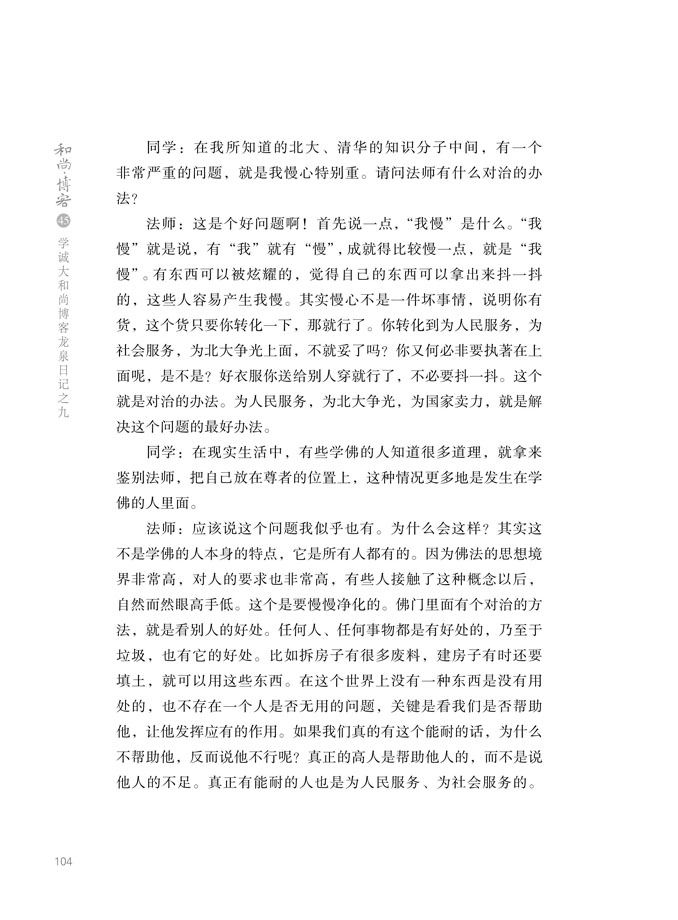 和尚·博客
45
学诚大和尚博客龙泉日记之九
同学：在我所知道的北大、清华的知识分子中间，有一个
非常严重的问题，就是我慢心特别重。请问法师有什么对治的办
法？
法师：这是个好问题啊！首先说一点，“我慢”是什么。“我
慢”就是说，有“我”就有“慢”，成就得比较慢一点，就是“我
慢”。有东西可以被炫耀的，觉得自己的东西可以拿出来抖一抖
的，这些人容易产生我慢。其实慢心不是一件坏事情，说明你有
货，这个货只要你转化一下，那就行了。你转化到为人民服务，为
社会服务，为北大争光上面，不就妥了吗？你又何必非要执著在上
面呢，是不是？好衣服你送给别人穿就行了，不必要抖一抖。这个
就是对治的办法。为人民服务，为北大争光，为国家卖力，就是解
决这个问题的最好办法。
同学：在现实生活中，有些学佛的人知道很多道理，就拿来
鉴别法师，把自己放在尊者的位置上，这种情况更多地是发生在学
佛的人里面。
法师：应该说这个问题我似乎也有。为什么会这样？其实这
不是学佛的人本身的特点，它是所有人都有的。因为佛法的思想境
界非常高，对人的要求也非常高，有些人接触了这种概念以后，
自然而然眼高手低。这个是要慢慢净化的。佛门里面有个对治的方
法，就是看别人的好处。任何人、任何事物都是有好处的，乃至于
垃圾，也有它的好处。比如拆房子有很多废料，建房子有时还要
填土，就可以用这些东西。在这个世界上没有一种东西是没有用
处的，也不存在一个人是否无用的问题，关键是看我们是否帮助
他，让他发挥应有的作用。如果我们真的有这个能耐的话，为什么
不帮助他，反而说他不行呢？真正的高人是帮助他人的，而不是说
他人的不足。真正有能耐的人也是为人民服务、为社会服务的。
104